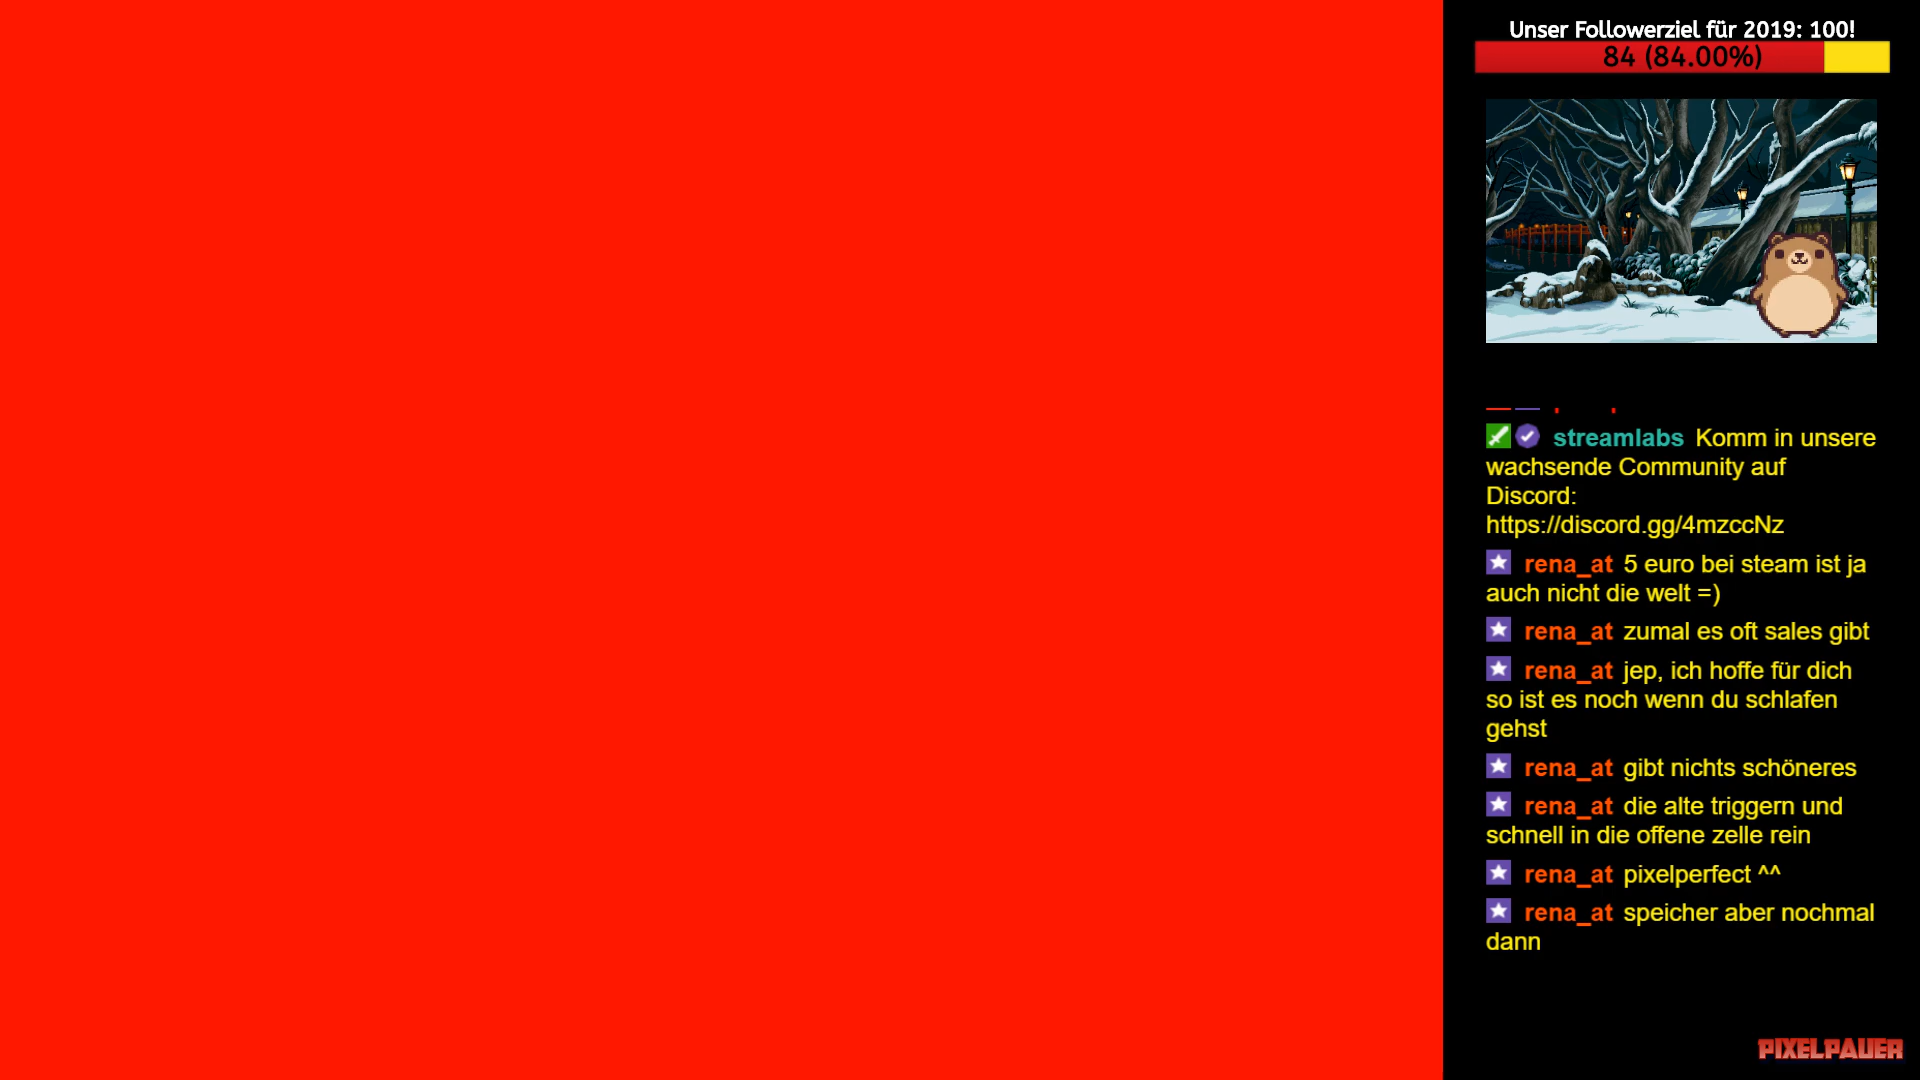 Unser Followerziel für 2019: 100!
84 (84.00%)
streamlabs Komm in unsere
wachsende Community auf
Discord:
https://discord.gg/4mzccNz
rena_at 5 euro bei steam ist ja
auch nicht die welt =)
rena_at zumal es oft sales gibt
rena_at jep, ich hoffe für dich
so ist es noch wenn du schlafen
gehst
rena_at gibt nichts schöneres
rena_at die alte triggern und
schnell in die offene zelle rein
rena_at pixelperfect ^^
rena_at speicher aber nochmal
dann
PIXELPAUER